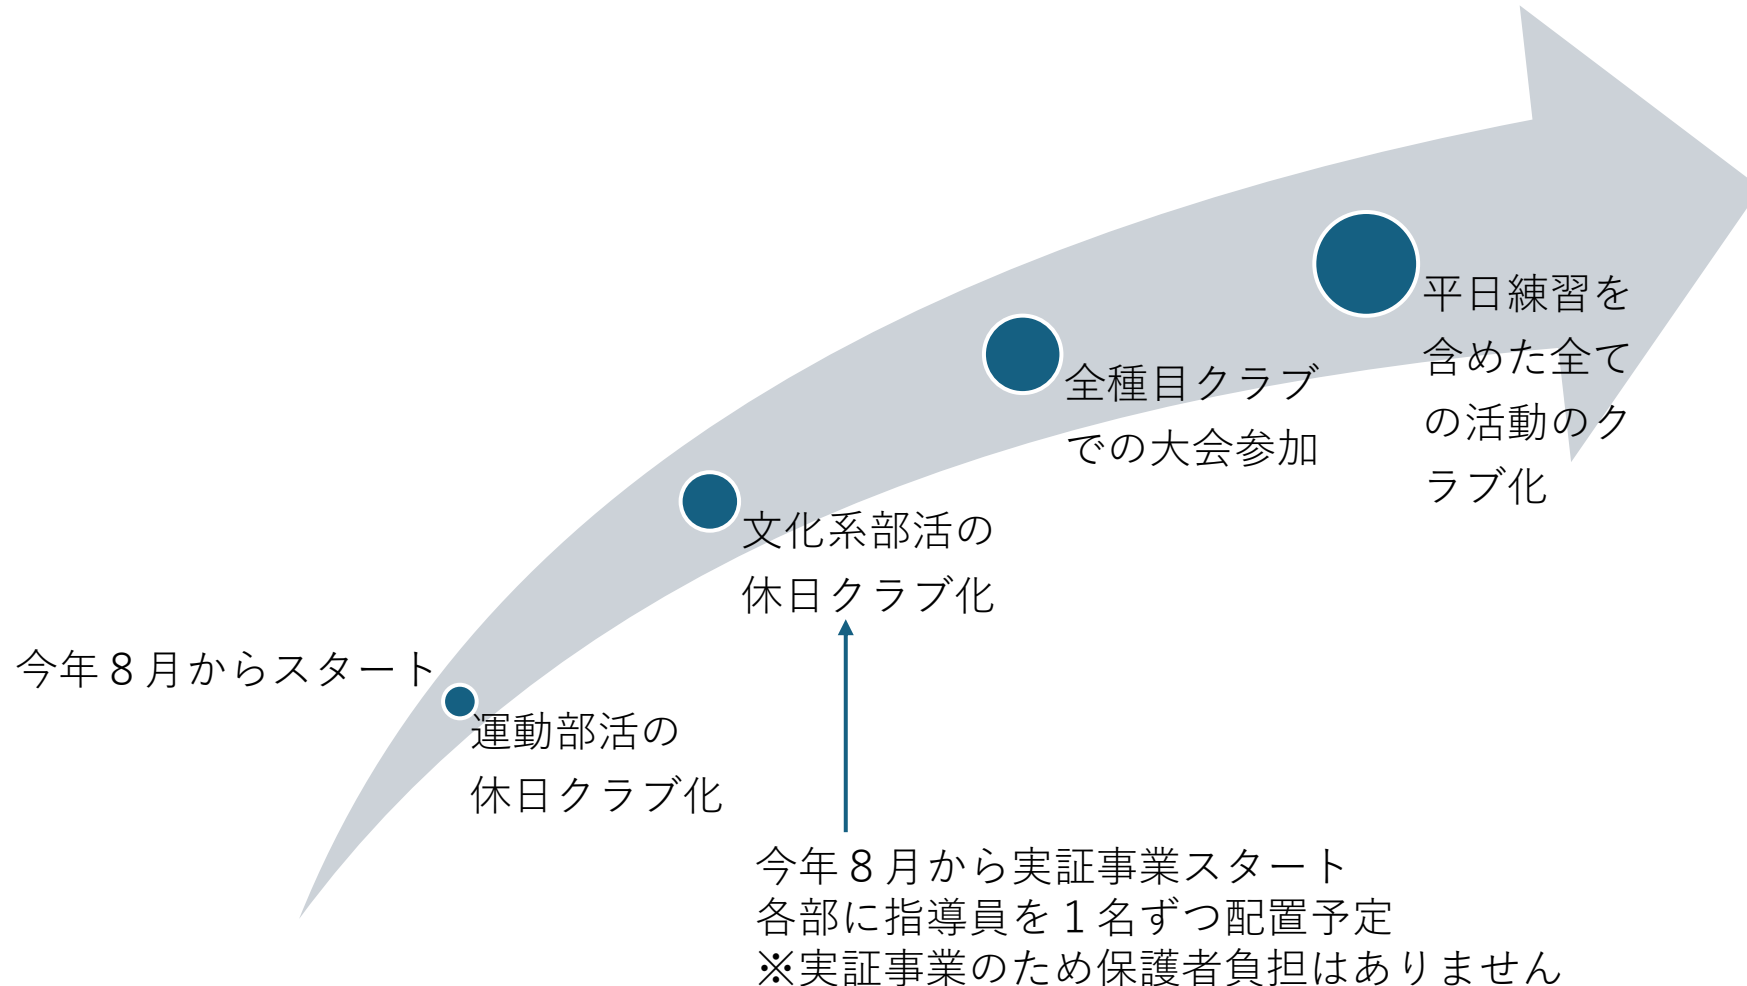 今年８月からスタート
運動部活の
休日クラブ化
文化系部活の
休日クラブ化
今年８月から実証事業スタート
各部に指導員を１名ずつ配置予定
※実証事業のため保護者負担はありません
全種目クラブ
での大会参加
平日練習を
含めた全て
の活動のク
ラブ化